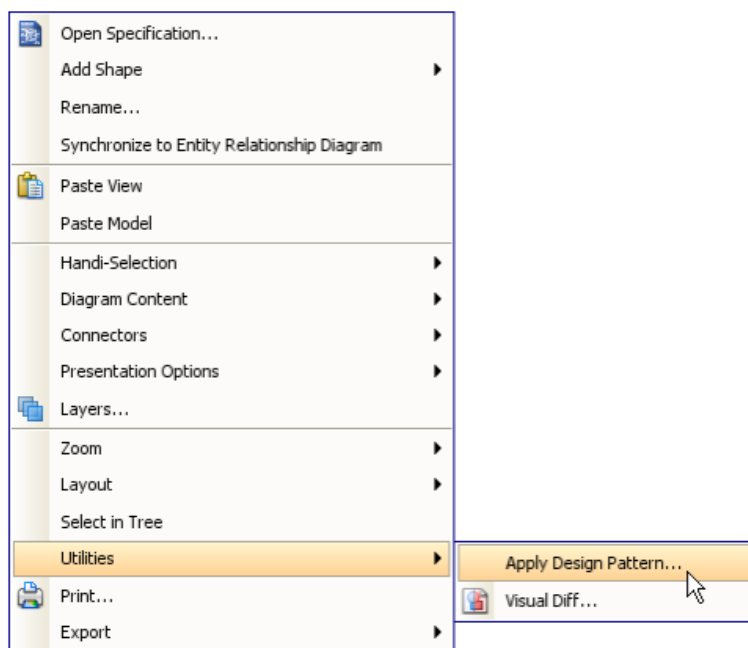 Open Specification...
Add Shape
Rename...
Synchronize to Entity Relationship Diagram
Paste View
Paste Model
Handi-Selection
Diagram Content
Connectors
Presentation Options
Layers...
Zoom
Layout
Select in Tree
Utilities
Apply Design Pattern...
Print...
Visual Diff...
Export